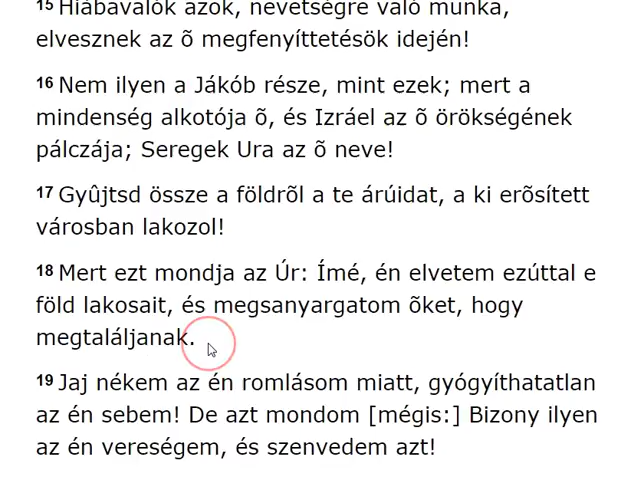 15 Hiábavalók azok, nevetségre való munka,
elvesznek az õ megfenyíttetésök idején!
16 Nem ilyen a Jákób része, mint ezek; mert a
mindenség alkotója õ, és Izráel az õ örökségének
pálczája; Seregek Ura az õ neve!
17 Gyûjtsd össze a földrõl a te árúidat, a ki erõsített
városban lakozol!
18 Mert ezt mondja az Úr: Ímé, én elvetem ezúttal e
föld lakosait, és megsanyargatom õket, hogy
megtaláljanak.
19 Jaj nékem az én romlásom miatt, gyógyíthatatlan
az én sebem! De azt mondom [mégis:] Bizony ilyen
az én vereségem, és szenvedem azt!